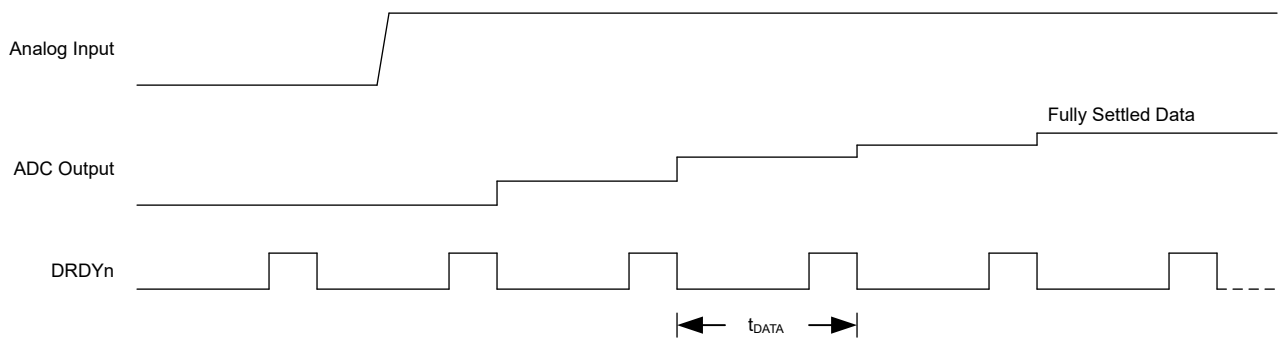 Analog Input
Fully Settled Data
ADC Output
DRDYn
tDATA